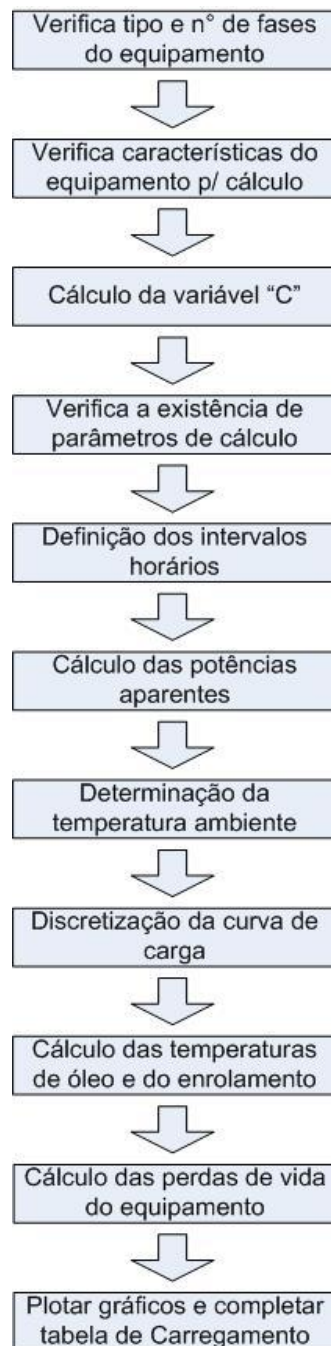 Verifica tipo e n° de fases
do equipamento
Verifica características do
equipamento p/ cálculo
Cálculo da variável “C”
Verifica a existência de
parâmetros de cálculo
Definição dos intervalos
horários
Cálculo das potências
aparentes
Determinação da
temperatura ambiente
Discretização da curva de
carga
Cálculo das temperaturas
de óleo e do enrolamento
Cálculo das perdas de vida
do equipamento
Plotar gráficos e completar
tabela de Carregamento